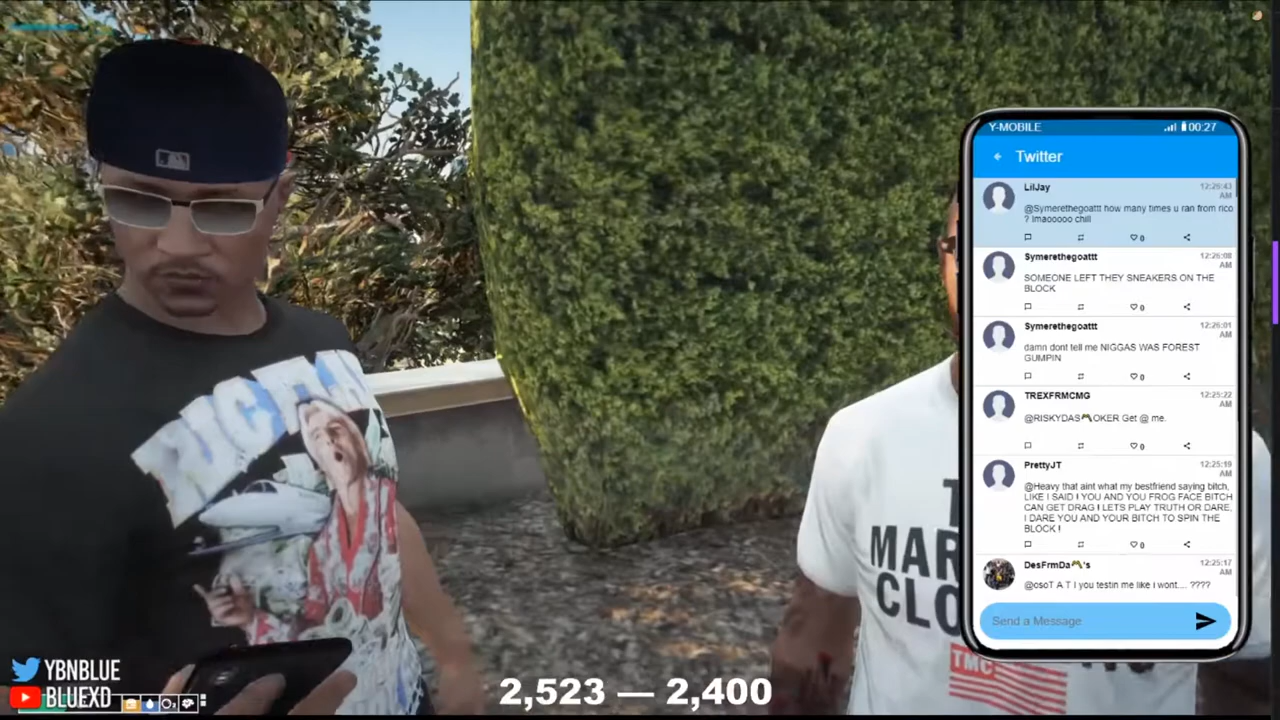 Y-MOBILE
00:27
Twitter
LilJay
12:26:43
AM
@Symerethegoattt how many times u ran from rico
? lmaooooo chill
0
Symerethegoattt
12:26:08
AM
SOMEONE LEFT THEY SNEAKERS ON THE
BLOCK
0
Symerethegoattt
12:26:01
AM
damn dont tell me NIGGAS WAS FOREST
GUMPIN
0
TREXFRMCMG
12:25:22
AM
@RISKYDAS🎮OKER Get @ me.
0
PrettyJT
12:25:19
AM
@Heavy that aint what my bestfriend saying bitch,
LIKE I SAID ! YOU AND YOU FROG FACE BITCH
CAN GET DRAG ! LETS PLAY TRUTH OR DARE,
I DARE YOU AND YOUR BITCH TO SPIN THE
BLOCK !
0
DesFrmDa🎮's
12:25:17
AM
@osoT A T I you testin me like i wont.... ????
Send a Message
MAR
CLO
TMC
YBNBLUE
BLUEXD
2,523 — 2,400